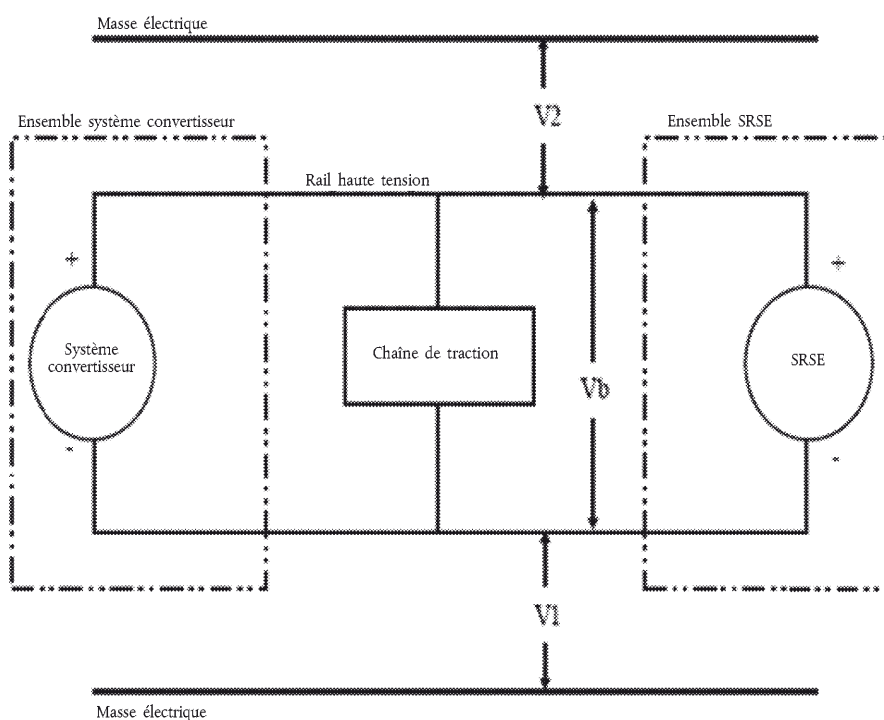 Masse électrique
V2
Ensemble système convertisseur
Ensemble SRSE
Rail haute tension
+
+
Système
convertisseur
Chaîne de traction
SRSE
Vb
-
-
V1
Masse électrique